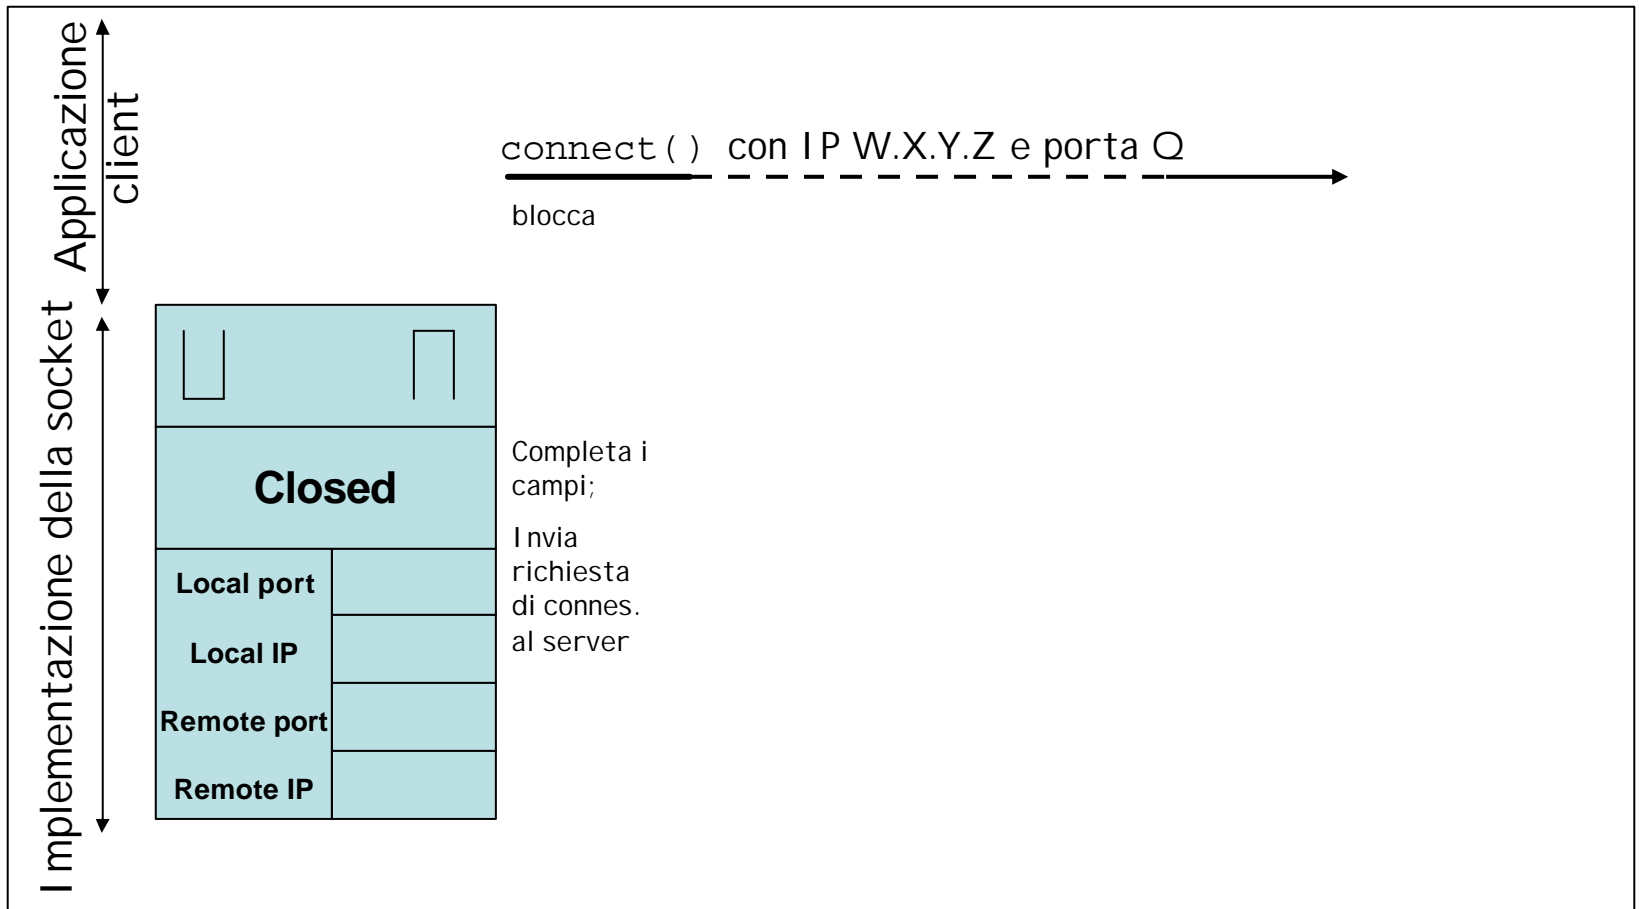 Applicazione
client
connect() con IP W.X.Y.Z e porta Q
blocca
Implementazione della socket
Closed
Local port
Local IP
Remote port
Remote IP
Completa i
campi;
Invia
richiesta
di connes.
al server